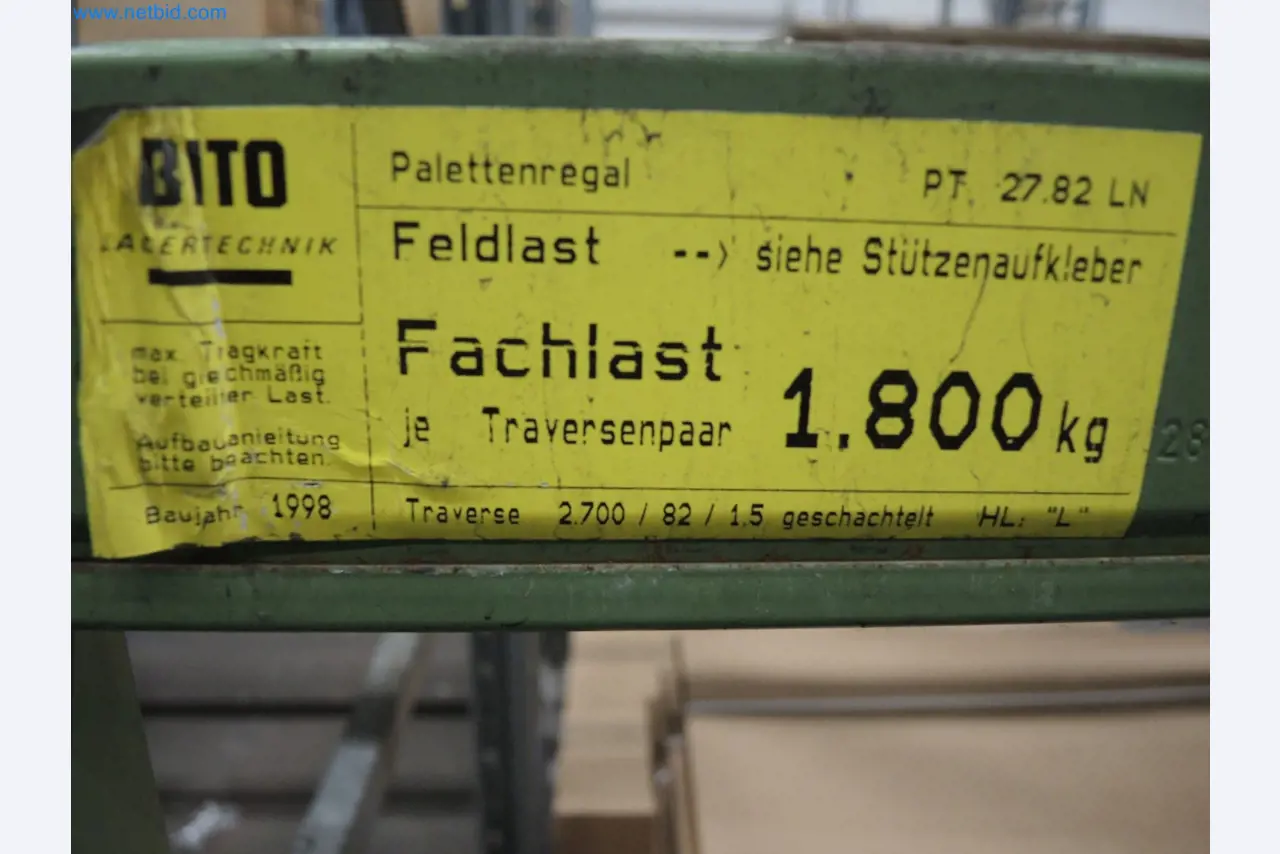 www.netbid.com
BITO
LAGERTECHNIK
max. Tragkraft
bei gleichmäßig
verteilter Last.
Aufbauanleitung
bitte beachten.
Baujahr 1998
Palettenregal PT. 27.82 LN
Feldlast --> siehe Stützenaufkleber
Fachlast
je Traversenpaar 1.800 kg
Traverse 2.700 / 82 / 1,5 geschachtelt HL: "L"
28